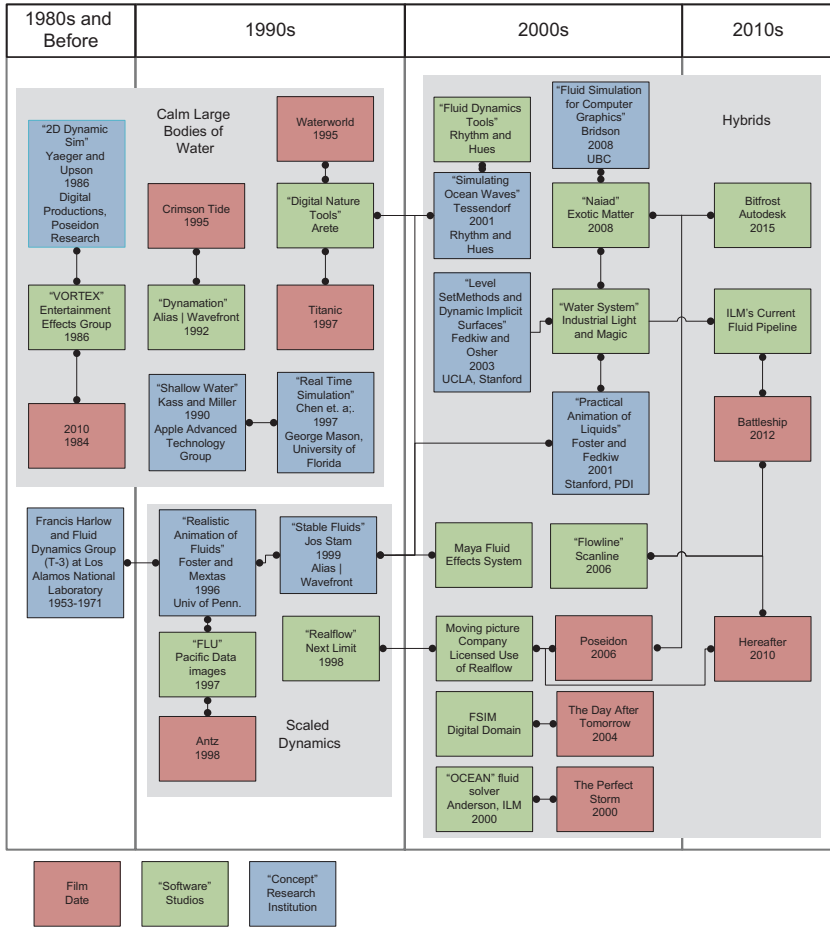 1980s and
Before
1990s
2000s
2010s
Calm Large
Bodies of
Water
“2D Dynamic
Sim”
Yaeger and
Upson
1986
Digital
Productions,
Poseidon
Research
“VORTEX”
Entertainment
Effects Group
1986
2010
1984
Crimson Tide
1995
“Dynamation”
Alias | Wavefront
1992
Waterworld
1995
“Digital Nature
Tools”
Arete
Titanic
1997
“Shallow Water”
Kass and Miller
1990
Apple Advanced
Technology
Group
“Real Time
Simulation”
Chen et. a;.
1997
George Mason,
University of
Florida
Francis Harlow
and Fluid
Dynamics Group
(T-3) at Los
Alamos National
Laboratory
1953-1971
“Realistic
Animation of
Fluids”
Foster and
Mextas
1996
Univ of Penn.
“Stable Fluids”
Jos Stam
1999
Alias |
Wavefront
“FLU”
Pacific Data
images
1997
“Realflow”
Next Limit
1998
Antz
1998
Scaled
Dynamics
Hybrids
“Fluid Dynamics
Tools”
Rhythm and
Hues
“Fluid Simulation
for Computer
Graphics”
Bridson
2008
UBC
“Simulating
Ocean Waves”
Tessendorf
2001
Rhythm and
Hues
“Naiad”
Exotic Matter
2008
Bitfrost
Autodesk
2015
“Level
SetMethods and
Dynamic Implicit
Surfaces”
Fedkiw and
Osher
2003
UCLA, Stanford
“Water System”
Industrial Light
and Magic
ILM’s Current
Fluid Pipeline
“Practical
Animation of
Liquids”
Foster and
Fedkiw
2001
Stanford, PDI
Battleship
2012
Maya Fluid
Effects System
“Flowline”
Scanline
2006
Moving picture
Company
Licensed Use
of Realflow
Poseidon
2006
Hereafter
2010
FSIM
Digital Domain
The Day After
Tomorrow
2004
“OCEAN” fluid
solver
Anderson, ILM
2000
The Perfect
Storm
2000
Film
Date
“Software”
Studios
“Concept”
Research
Institution